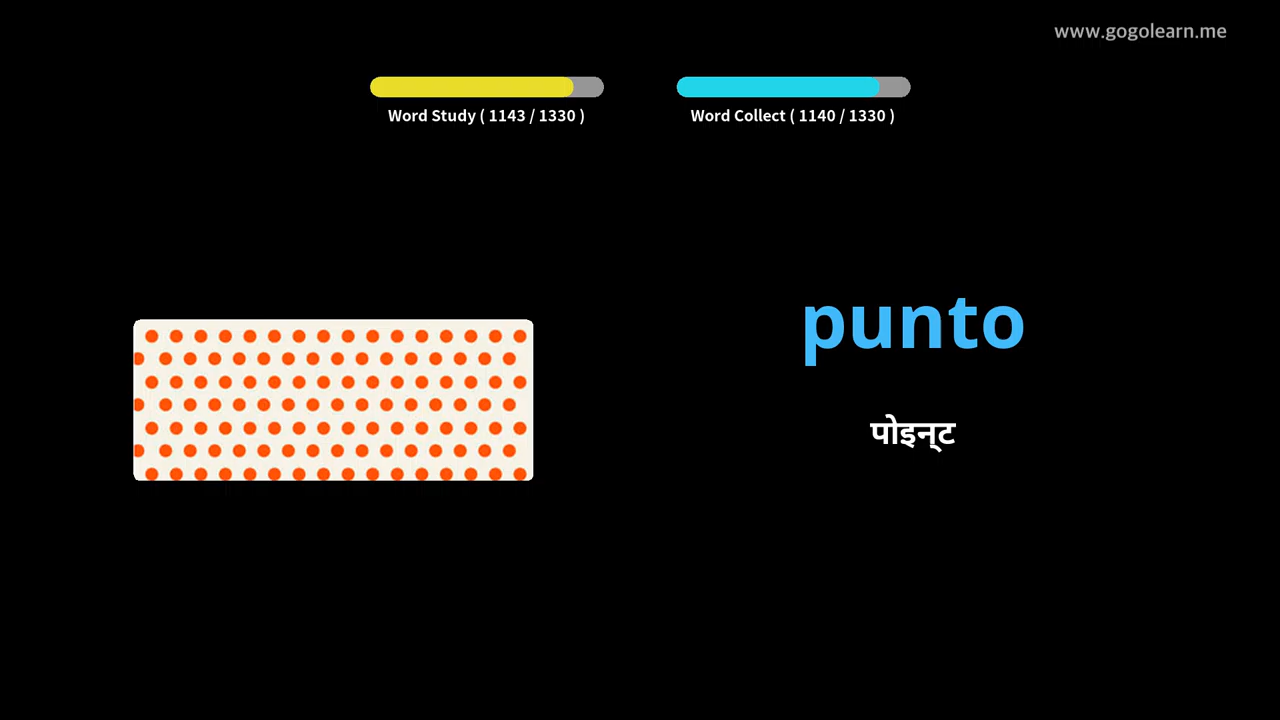 www.gogolearn.me
Word Study ( 1143 / 1330 )
Word Collect ( 1140 / 1330 )
punto
पोइन्ट